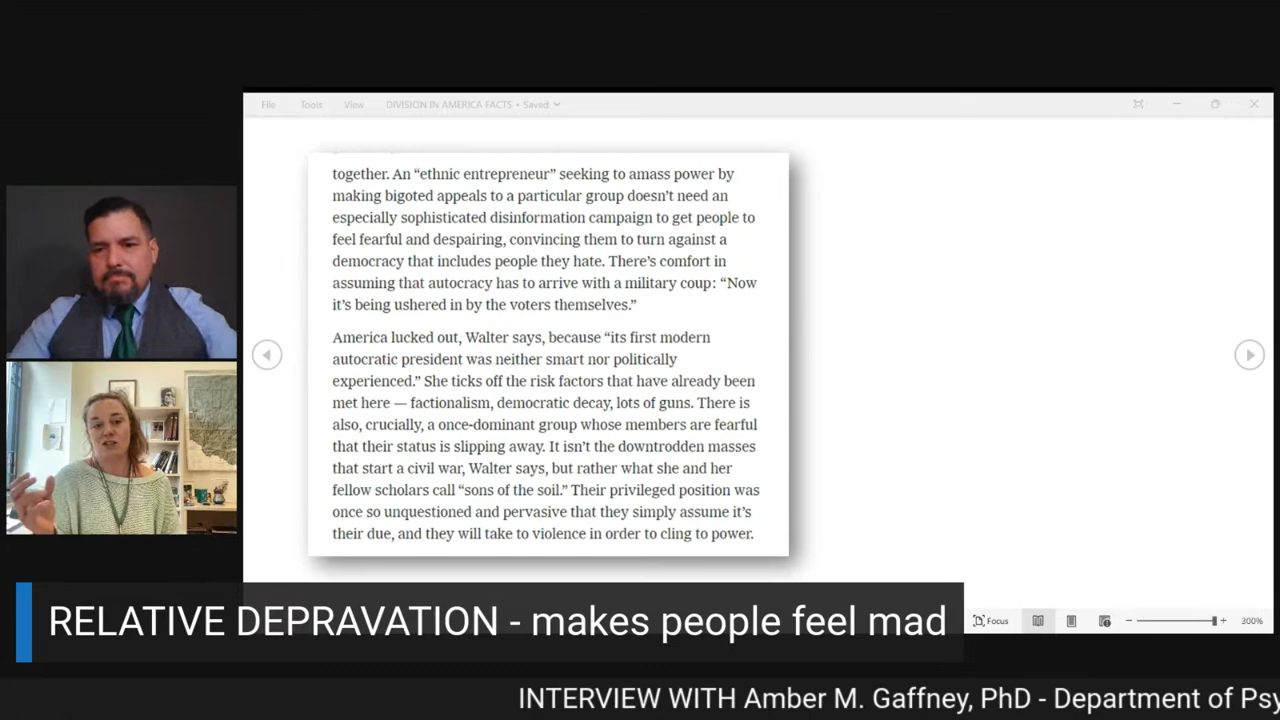 File Tools View DIVISION IN AMERICA FACTS • Saved
together. An “ethnic entrepreneur” seeking to amass power by
making bigoted appeals to a particular group doesn’t need an
especially sophisticated disinformation campaign to get people to
feel fearful and despairing, convincing them to turn against a
democracy that includes people they hate. There’s comfort in
assuming that autocracy has to arrive with a military coup: “Now
it’s being ushered in by the voters themselves.”
America lucked out, Walter says, because “its first modern
autocratic president was neither smart nor politically
experienced.” She ticks off the risk factors that have already been
met here — factionalism, democratic decay, lots of guns. There is
also, crucially, a once-dominant group whose members are fearful
that their status is slipping away. It isn’t the downtrodden masses
that start a civil war, Walter says, but rather what she and her
fellow scholars call “sons of the soil.” Their privileged position was
once so unquestioned and pervasive that they simply assume it’s
their due, and they will take to violence in order to cling to power.
Focus 300%
RELATIVE DEPRAVATION - makes people feel mad
INTERVIEW WITH Amber M. Gaffney, PhD - Department of Psy